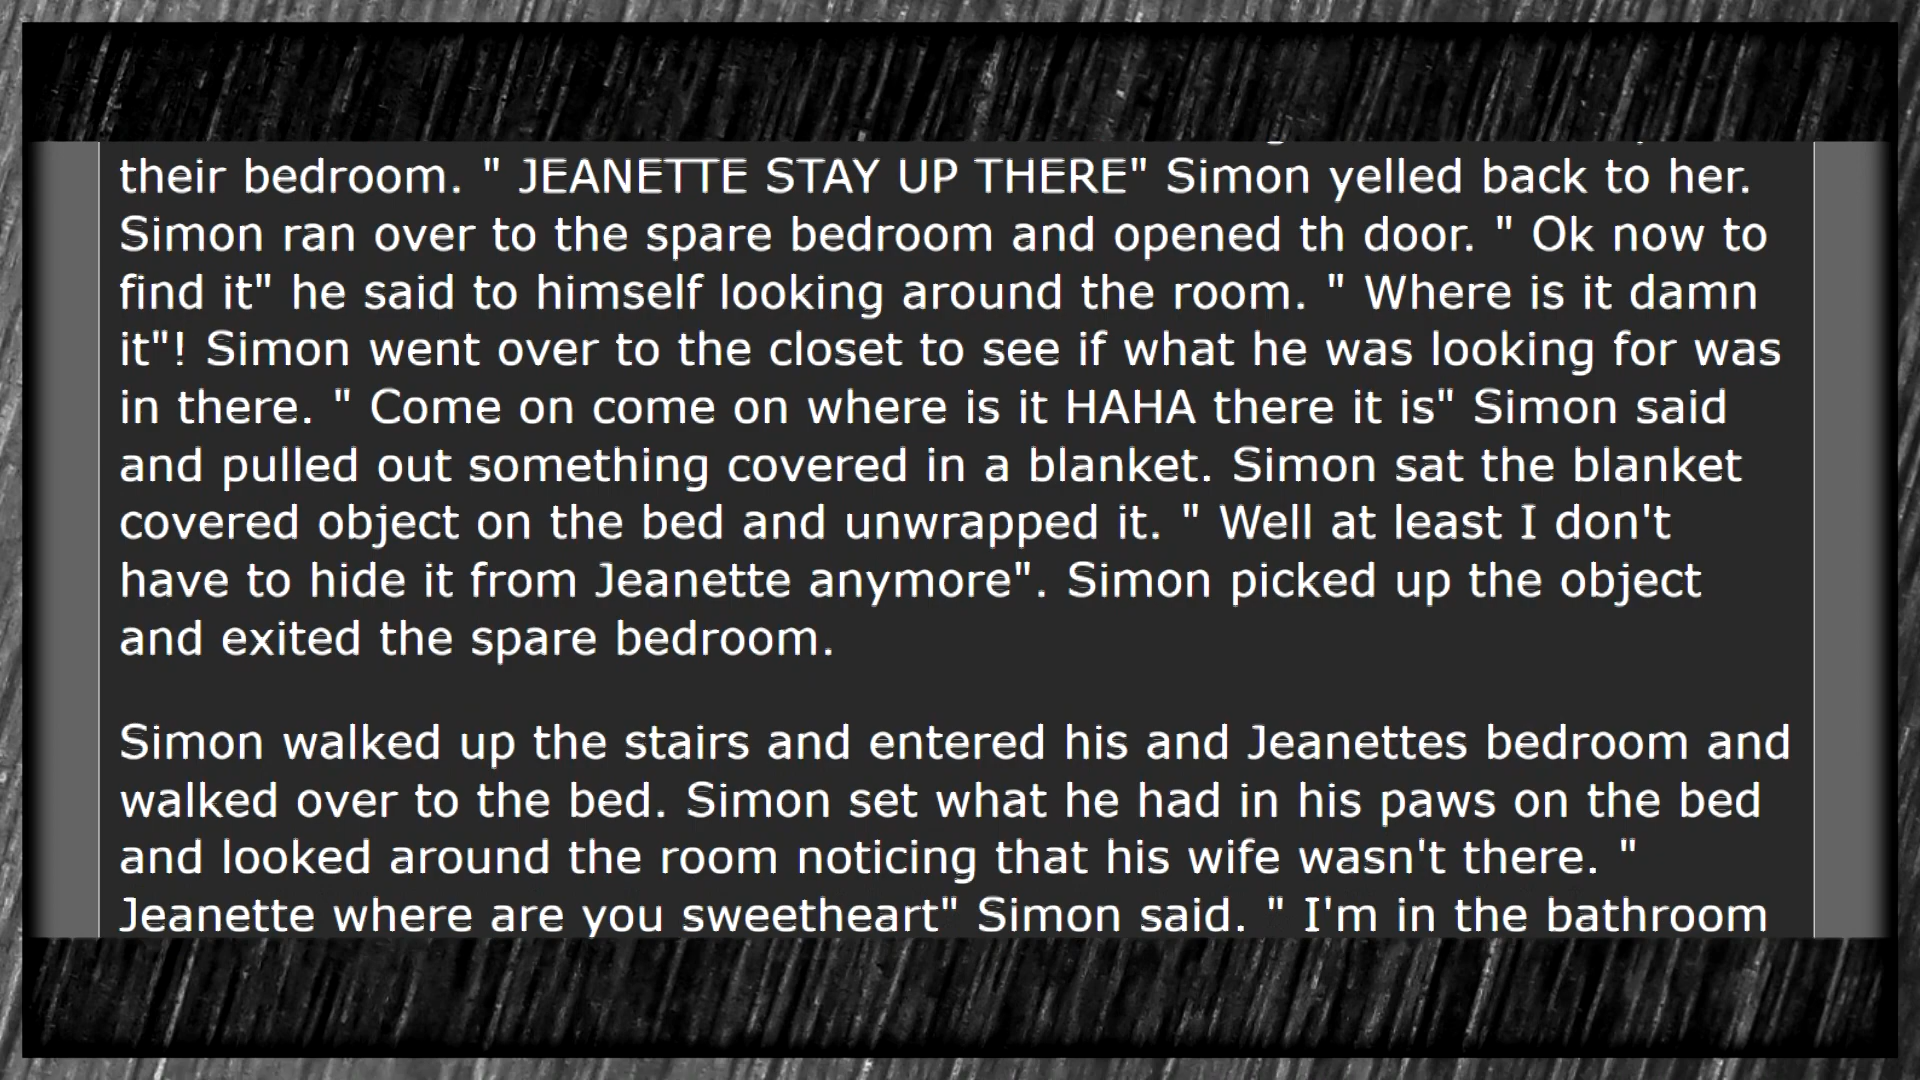 their bedroom. " JEANETTE STAY UP THERE" Simon yelled back to her.
Simon ran over to the spare bedroom and opened th door. " Ok now to
find it" he said to himself looking around the room. " Where is it damn
it"! Simon went over to the closet to see if what he was looking for was
in there. " Come on come on where is it HAHA there it is" Simon said
and pulled out something covered in a blanket. Simon sat the blanket
covered object on the bed and unwrapped it. " Well at least I don't
have to hide it from Jeanette anymore". Simon picked up the object
and exited the spare bedroom.
Simon walked up the stairs and entered his and Jeanettes bedroom and
walked over to the bed. Simon set what he had in his paws on the bed
and looked around the room noticing that his wife wasn't there. "
Jeanette where are you sweetheart" Simon said. " I'm in the bathroom